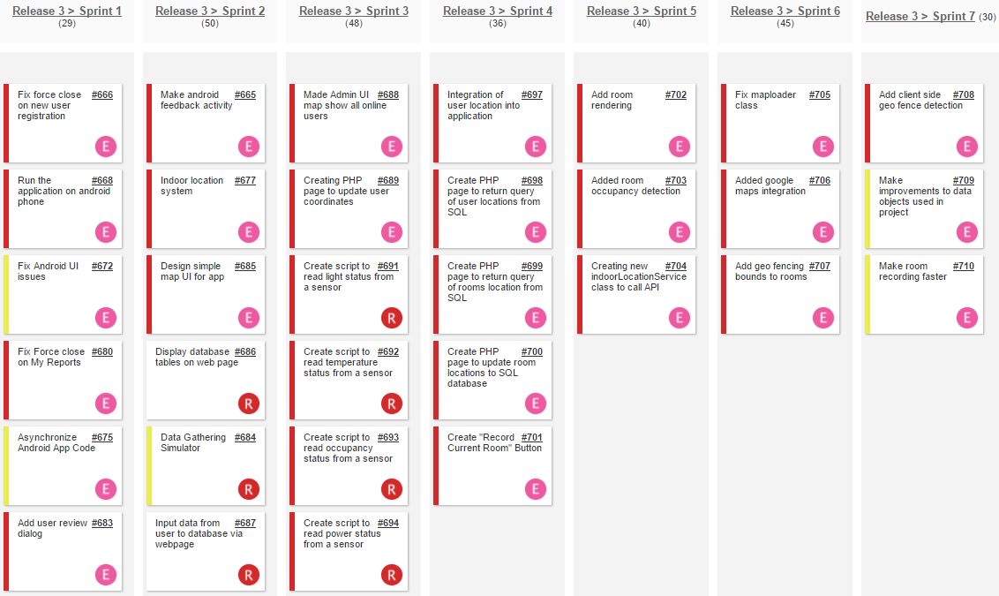 Release 3 > Sprint 1
(29)
Release 3 > Sprint 2
(50)
Release 3 > Sprint 3
(48)
Release 3 > Sprint 4
(36)
Release 3 > Sprint 5
(40)
Release 3 > Sprint 6
(45)
Release 3 > Sprint 7 (30)
Fix force close #666
on new user
registration
E
Run the #668
application on android
phone
E
Fix Android UI #672
issues
E
Fix Force close #680
on My Reports
E
Asynchronize #675
Android App Code
E
Add user review #683
dialog
E
Make android #665
feedback activity
E
Indoor location #677
system
E
Design simple #685
map UI for app
E
Display database #686
tables on web page
R
Data Gathering #684
Simulator
R
Input data from #687
user to database via
webpage
R
Made Admin UI #688
map show all online
users
E
Creating PHP #689
page to update user
coordinates
E
Create script to #691
read light status from
a sensor
R
Create script to #692
read temperature
status from a sensor
R
Create script to #693
read occupancy
status from a sensor
R
Create script to #694
read power status
from a sensor
R
Integration of #697
user location into
application
E
Create PHP #698
page to return query
of user locations from
SQL
E
Create PHP #699
page to return query
of rooms location from
SQL
E
Create PHP #700
page to update room
locations to SQL
database
E
Create "Record #701
Current Room" Button
E
Add room #702
rendering
E
Added room #703
occupancy detection
E
Creating new #704
indoorLocationService
class to call API
E
Fix maploader #705
class
E
Added google #706
maps integration
E
Add geo fencing #707
bounds to rooms
E
Add client side #708
geo fence detection
E
Make #709
improvements to data
objects used in
project
E
Make room #710
recording faster
E